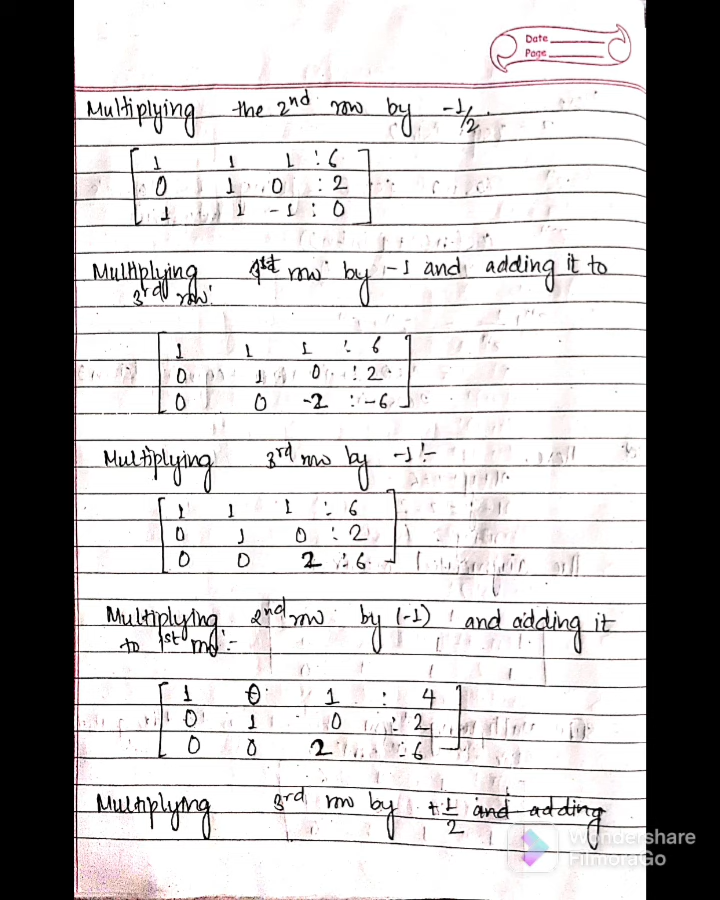 Date
Page
Multiplying the 2nd row by -1/2
1 1 1 : 6
0 1 0 : 2
1 1 -1 : 0
Multiplying 1st row by -1 and adding it to
3rd row:
1 1 1 : 6
0 1 0 : 2
0 0 -2 : -6
Multiplying 3rd row by -1 :-
1 1 1 : 6
0 1 0 : 2
0 0 2 : 6
Multiplying 2nd row by (-1) and adding it
to 1st row :-
1 0 1 : 4
0 1 0 : 2
0 0 2 : 6
Multiplying 3rd row by +1/2 and adding
Wondershare
FilmoraGo